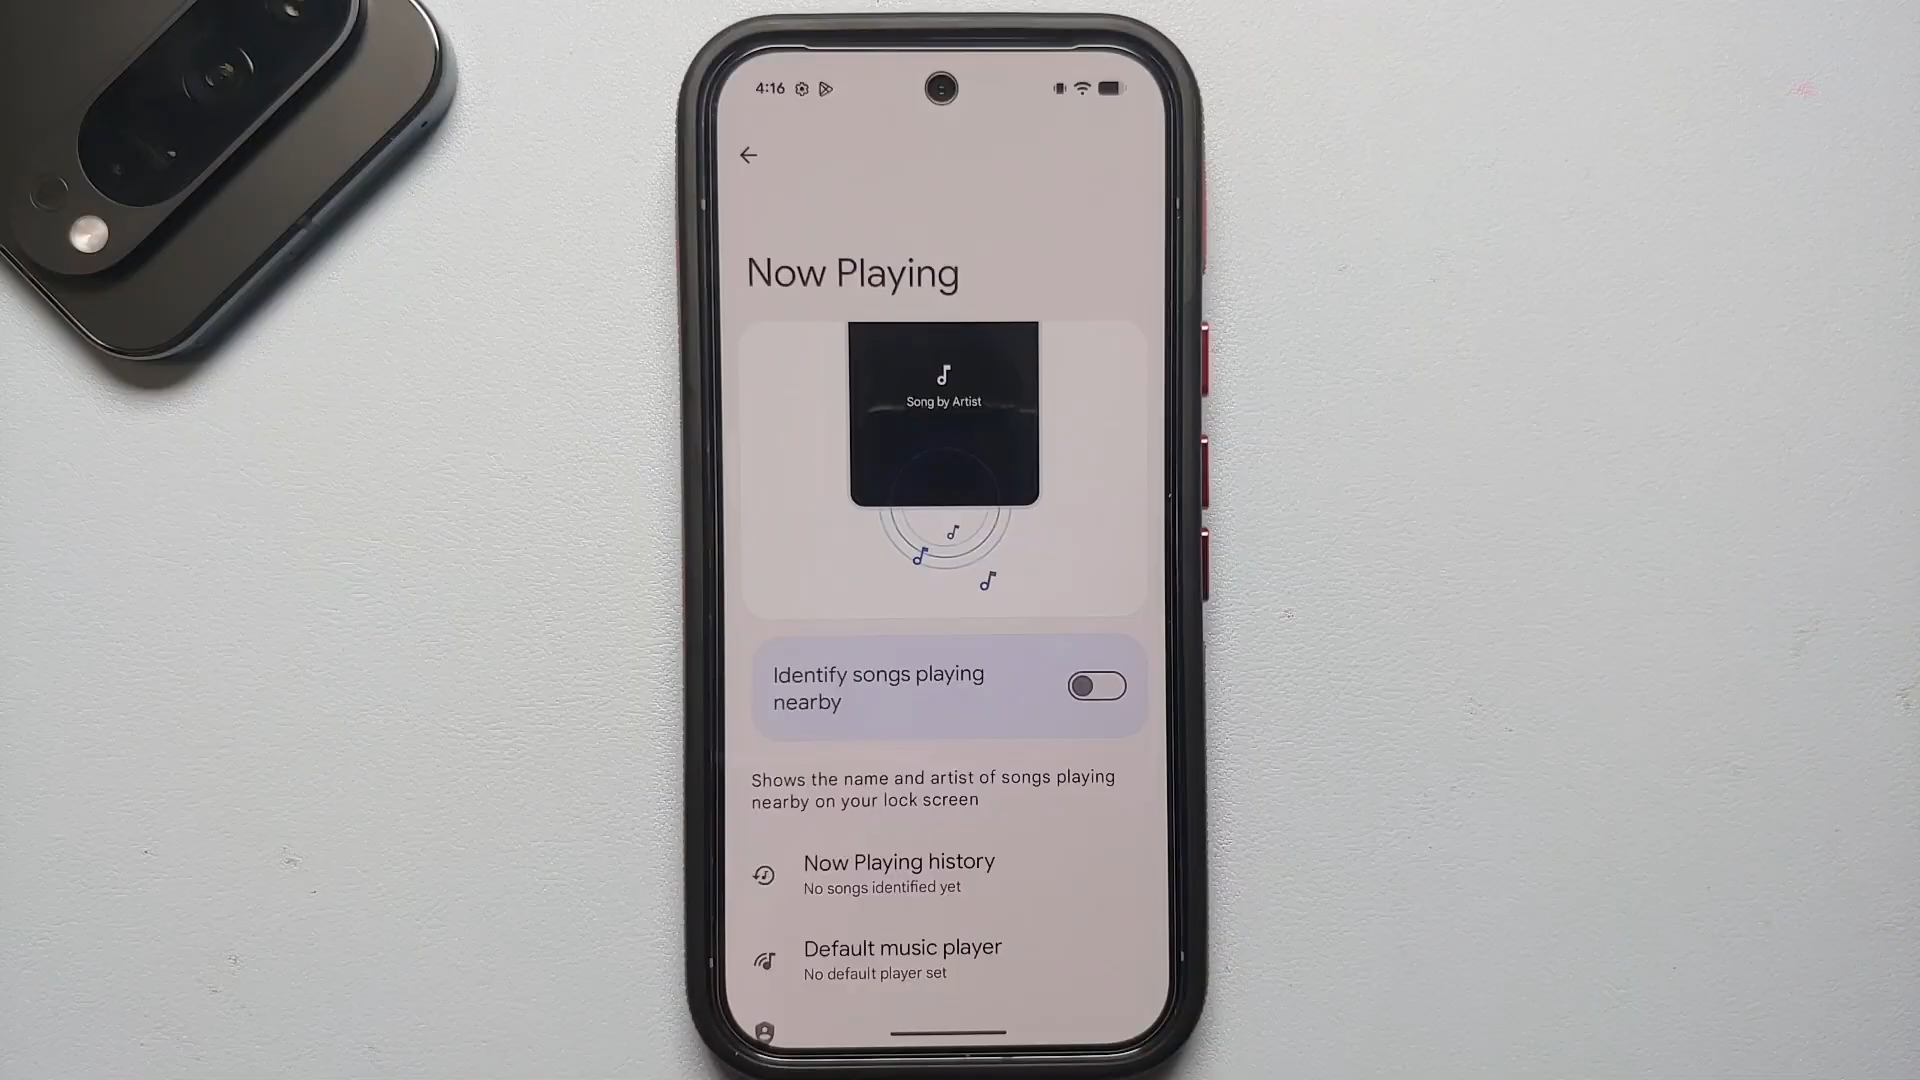 4:16
Now Playing
Song by Artist
Identify songs playing
nearby
Shows the name and artist of songs playing
nearby on your lock screen
Now Playing history
No songs identified yet
Default music player
No default player set